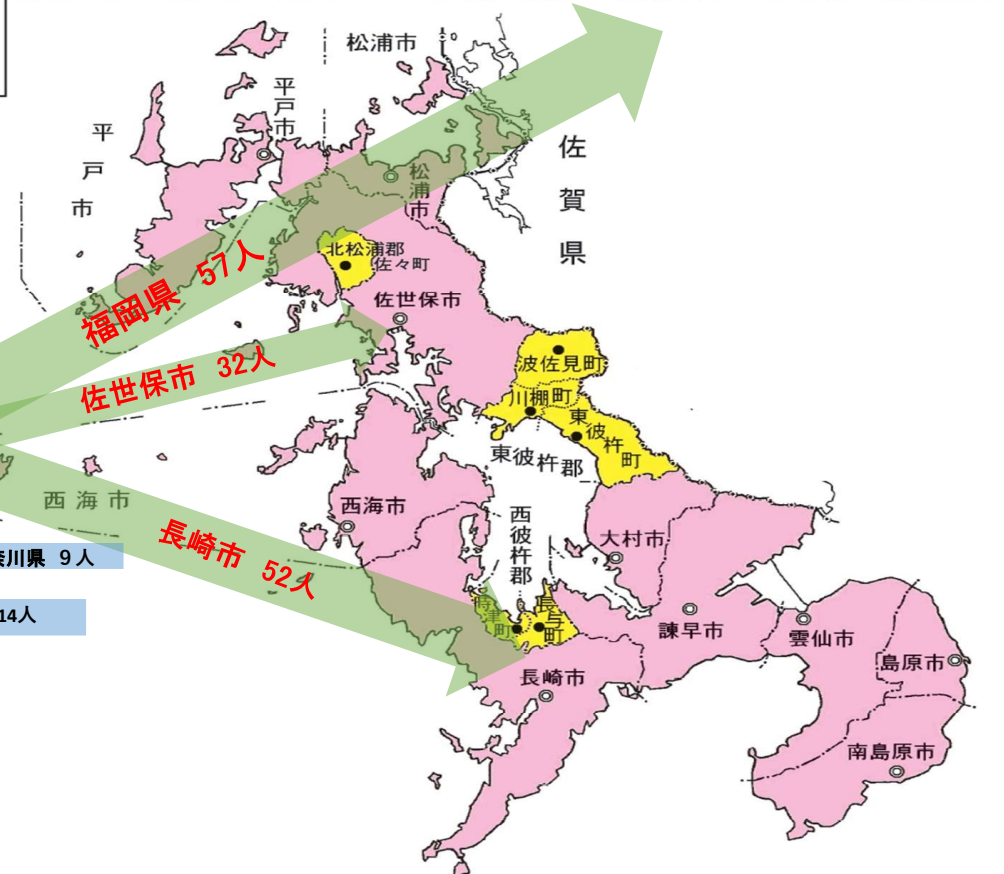 松浦市
平戸市
平戸市
佐賀県
松浦市
北松浦郡
佐々町
福岡県 57人
佐世保市
佐世保市 32人
波佐見町
川棚町
東彼杵町
東彼杵郡
西海市
西海市
西彼杵郡
大村市
長崎市 52人
川県 9人
14人
時津町
長与町
諫早市
雲仙市
島原市
長崎市
南島原市